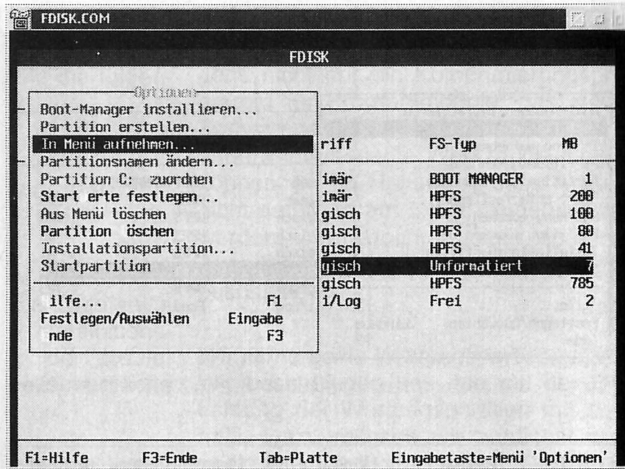 FDISK.COM
FDISK
Optionen
Boot-Manager installieren...
Partition erstellen...
In Menü aufnehmen...
Partitionsnamen ändern...
Partition C: zuordnen
Start erte festlegen...
Aus Menü löschen
Partition öschen
Installationspartition...
Startpartition
ilfe... F1
Festlegen/Auswählen Eingabe
nde F3
riff FS-Typ MB
imär BOOT MANAGER
imär HPFS 200
gisch HPFS 100
gisch HPFS 80
gisch HPFS 41
gisch Unformatiert 7
gisch HPFS 785
i/Log Frei 2
F1=Hilfe F3=Ende Tab=Platte Eingabetaste=Menü 'Optionen'